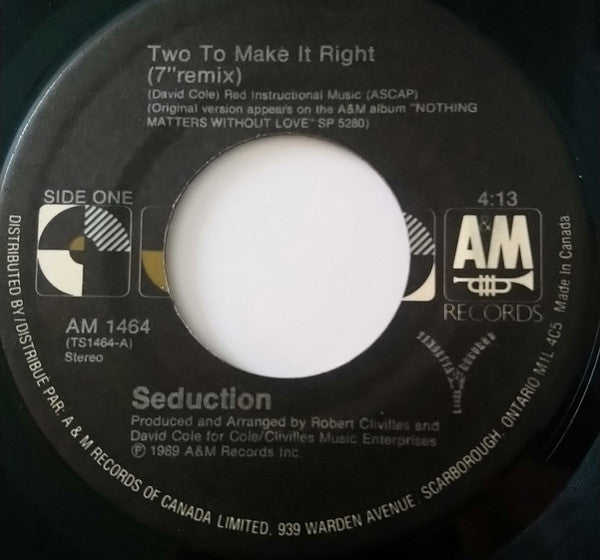 Two To Make It Right
(7"remix)
(David Cole) Red Instructional Music (ASCAP)
(Original version appears on the A&M album "NOTHING
MATTERS WITHOUT LOVE" SP 5280)
SIDE ONE
4:13
A&M
RECORDS
AM 1464
(TS1464-A)
Stereo
Seduction
Produced and Arranged by Robert Clivilles and
David Cole for Cole/Clivilles Music Enterprises
℗ 1989 A&M Records Inc
DISTRIBUTED BY/DISTRIBUE PAR: A & M RECORDS OF CANADA LIMITED, 939 WARDEN AVENUE, SCARBOROUGH, ONTARIO M1L 4C5 Made In Canada